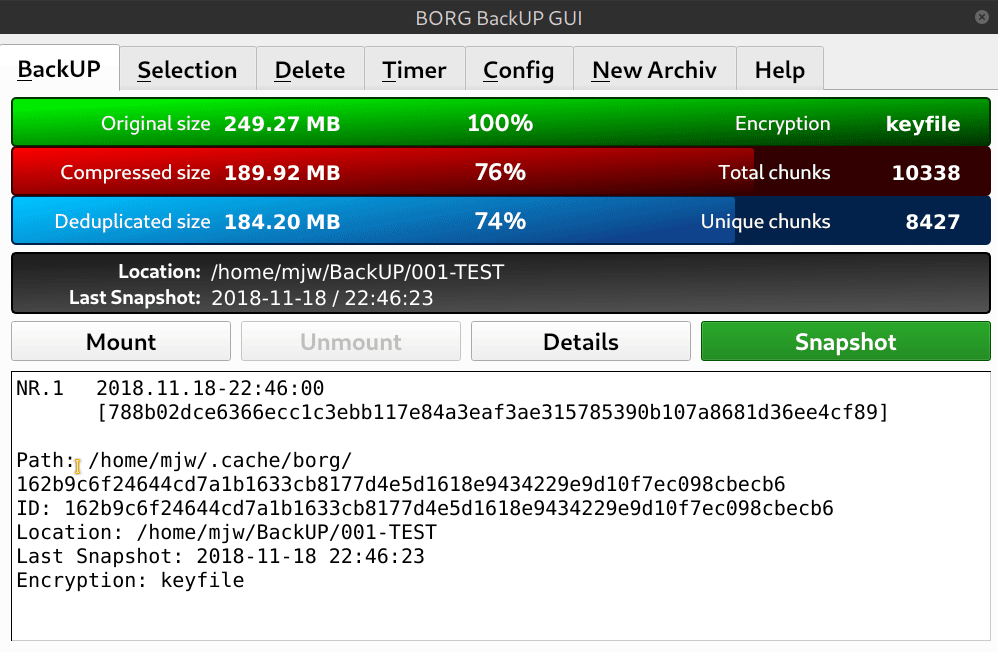 BORG BackUP GUI
BackUP Selection Delete Timer Config New Archiv Help
Original size 249.27 MB 100% Encryption keyfile
Compressed size 189.92 MB 76% Total chunks 10338
Deduplicated size 184.20 MB 74% Unique chunks 8427
Location: /home/mjw/BackUP/001-TEST
Last Snapshot: 2018-11-18 / 22:46:23
Mount Unmount Details Snapshot
NR.1 2018.11.18-22:46:00
[788b02dce6366ecc1c3ebb117e84a3eaf3ae315785390b107a8681d36ee4cf89]
Path: /home/mjw/.cache/borg/
162b9c6f24644cd7a1b1633cb8177d4e5d1618e9434229e9d10f7ec098cbecb6
ID: 162b9c6f24644cd7a1b1633cb8177d4e5d1618e9434229e9d10f7ec098cbecb6
Location: /home/mjw/BackUP/001-TEST
Last Snapshot: 2018-11-18 22:46:23
Encryption: keyfile